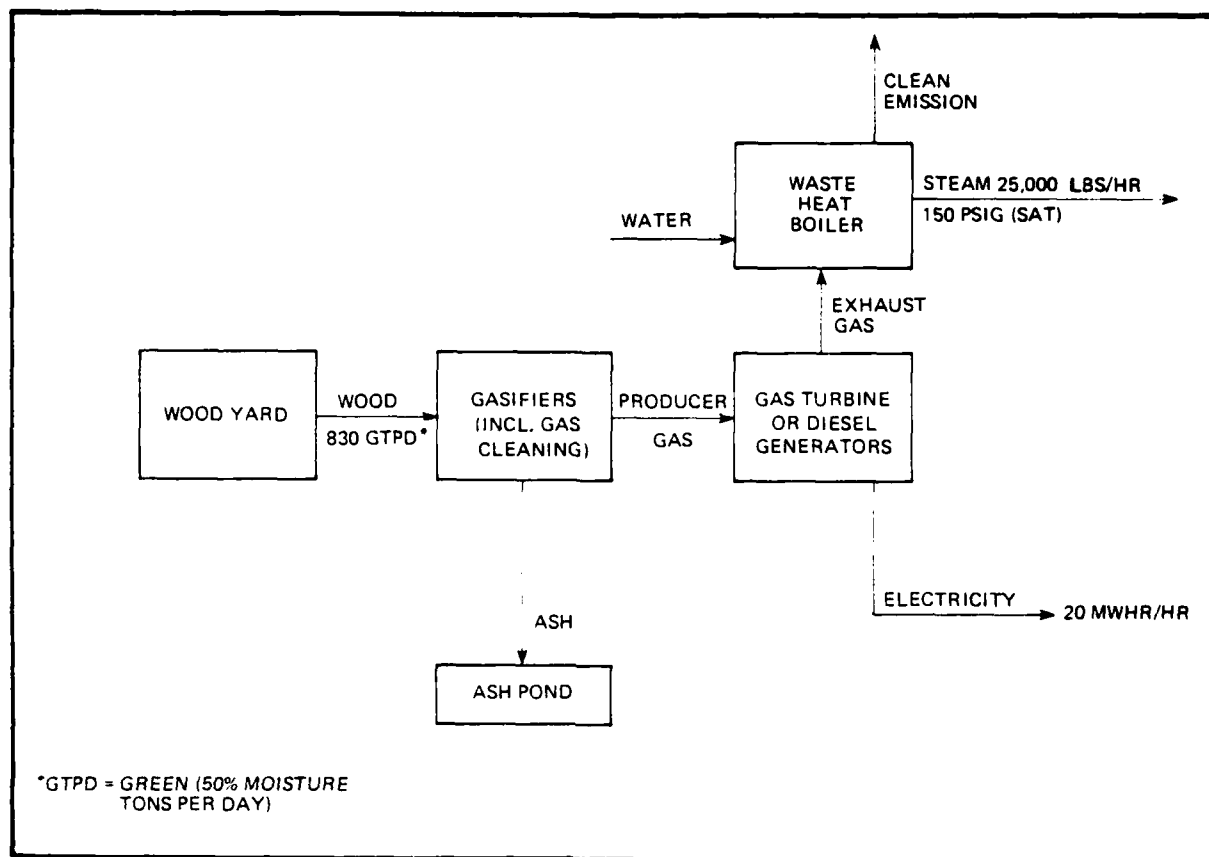 CLEAN
EMISSION
WASTE
HEAT
BOILER
STEAM 25,000 LBS/HR
150 PSIG (SAT)
WATER
EXHAUST
GAS
WOOD YARD
WOOD
830 GTPD*
GASIFIERS
(INCL. GAS
CLEANING)
PRODUCER
GAS
GAS TURBINE
OR DIESEL
GENERATORS
ELECTRICITY
20 MWHR/HR
ASH
ASH POND
*GTPD = GREEN (50% MOISTURE
TONS PER DAY)